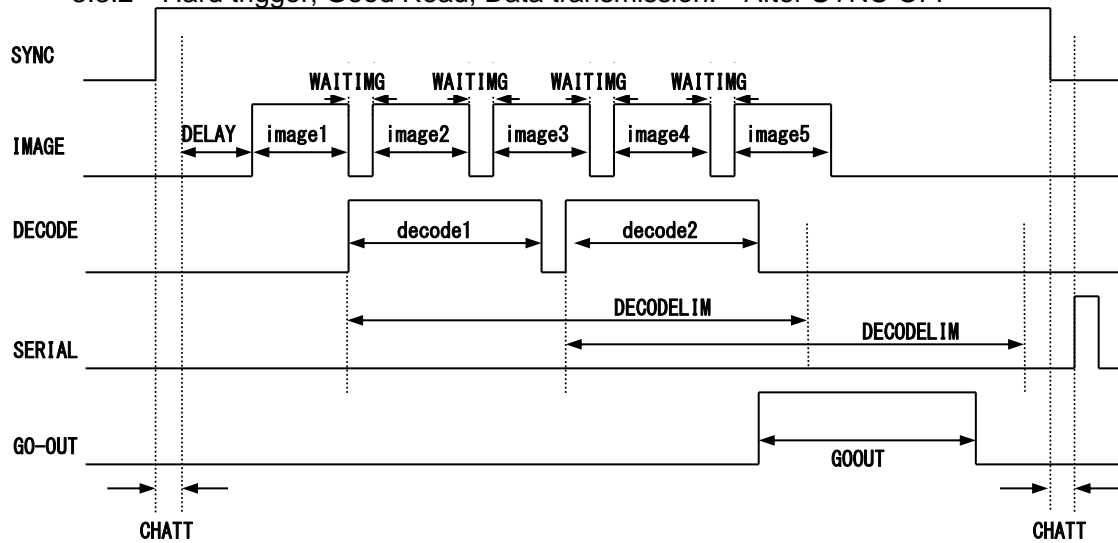 Hard trigger, Good Read, Data transmission: After SYNC OFF
SYNC
WAITIMG WAITIMG WAITIMG WAITIMG
IMAGE DELAY image1 image2 image3 image4 image5
DECODE decode1 decode2
DECODELIM
DECODELIM
SERIAL
GO-OUT GOOUT
CHATT CHATT